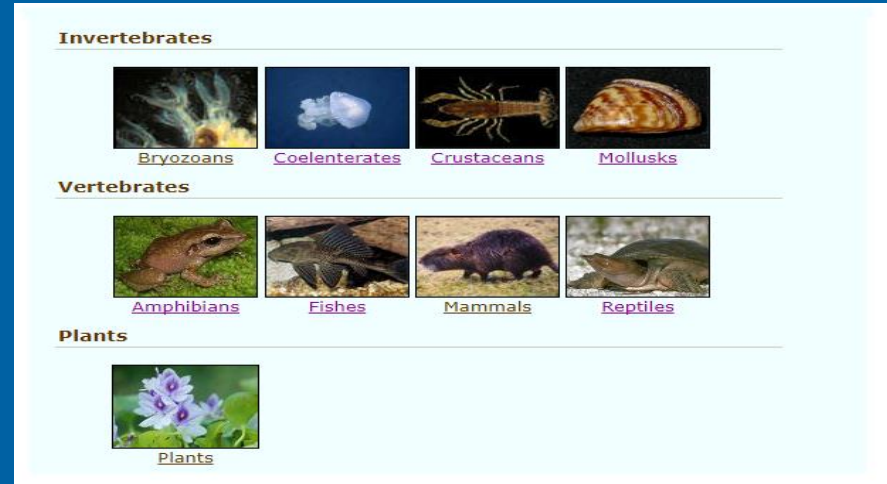 Invertebrates
Bryozoans Coelenterates Crustaceans Mollusks
Vertebrates
Amphibians Fishes Mammals Reptiles
Plants
Plants